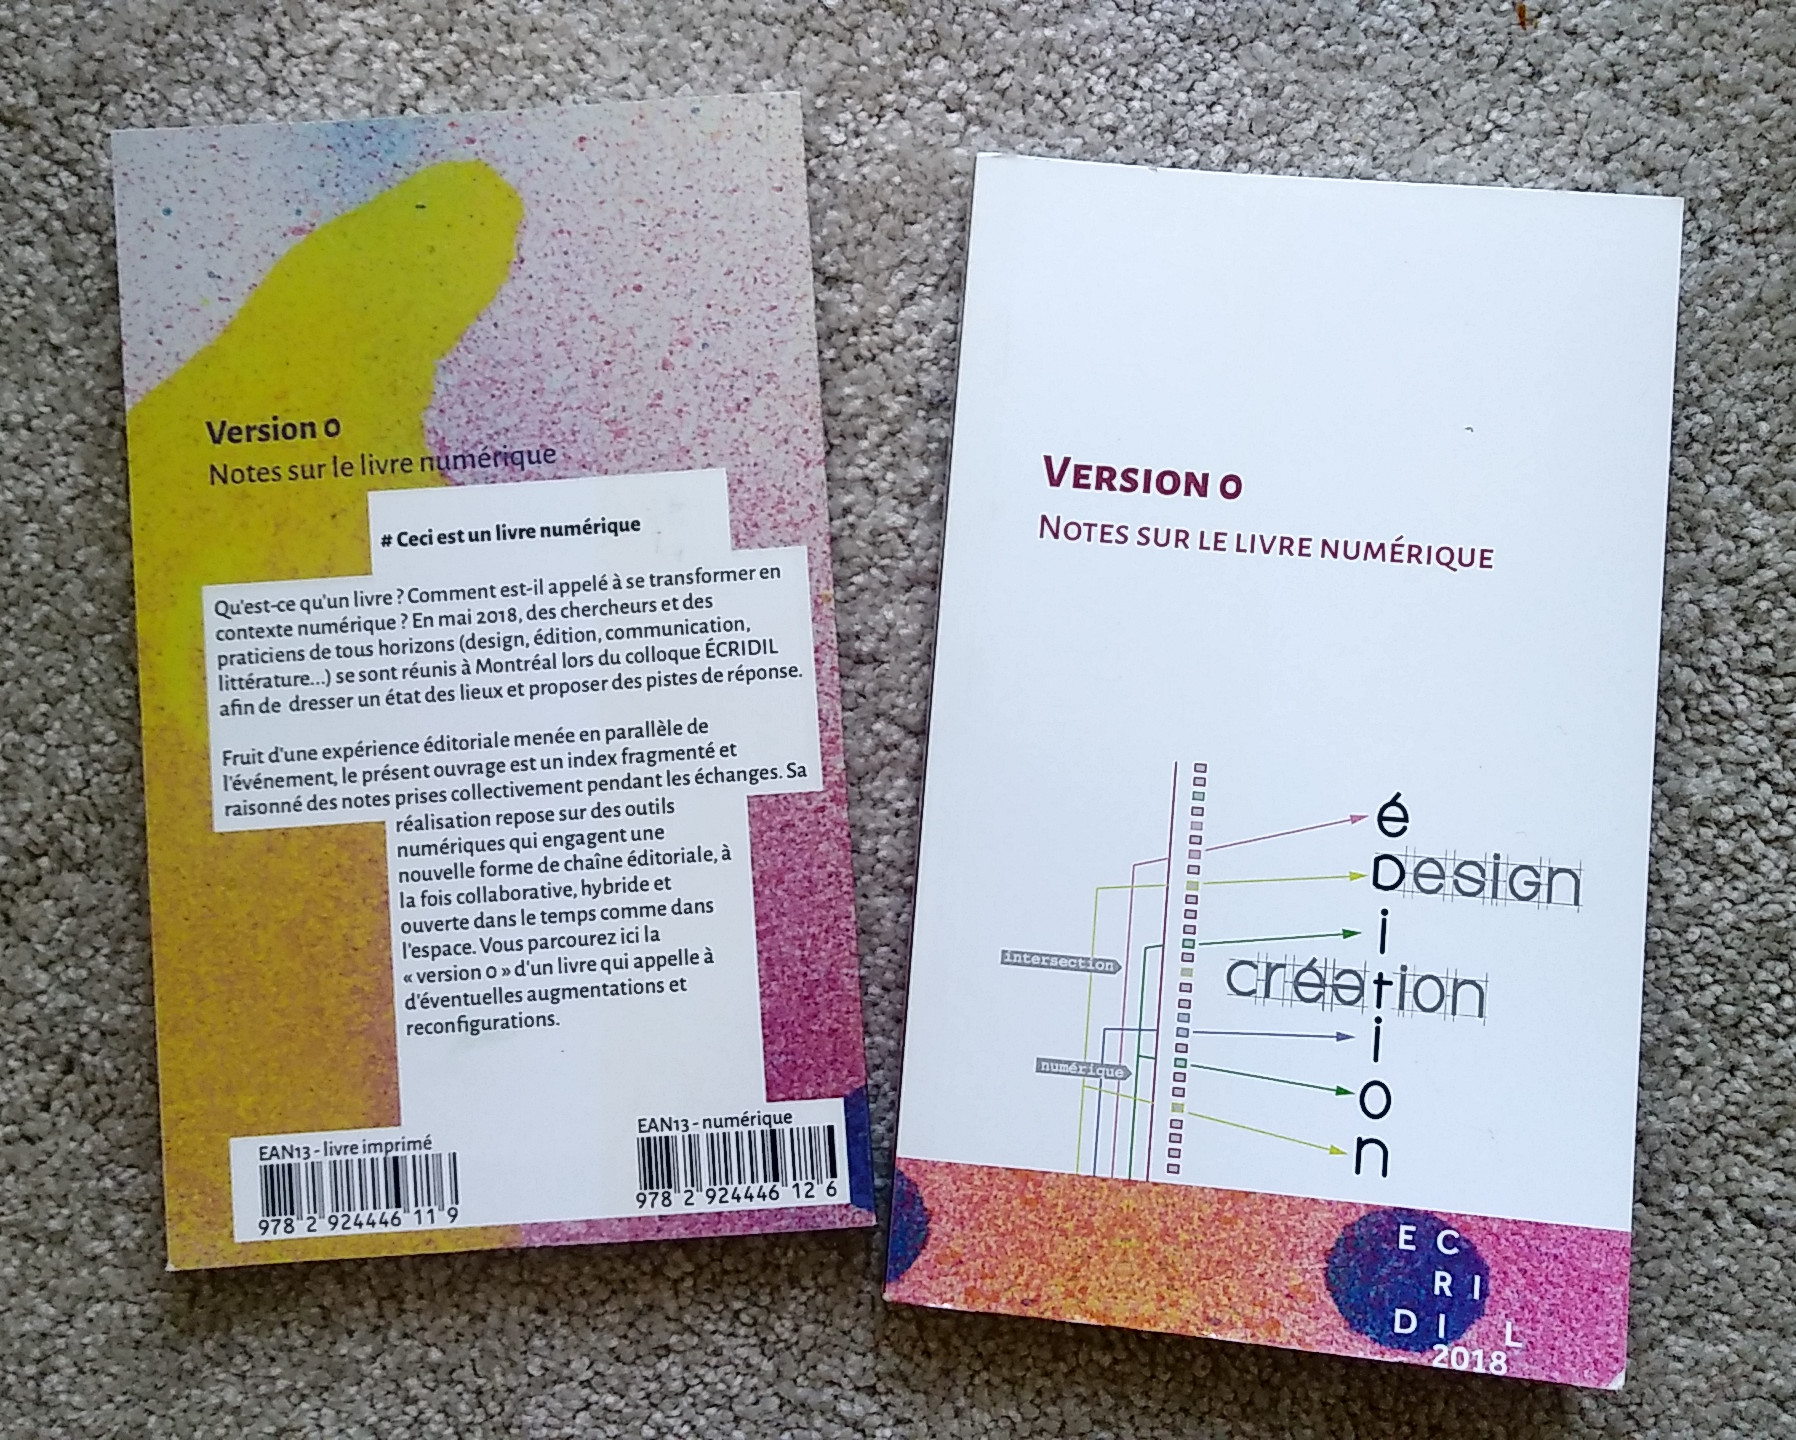 Version 0
Notes sur le livre numérique
# Ceci est un livre numérique
Qu'est-ce qu'un livre ? Comment est-il appelé à se transformer en
contexte numérique ? En mai 2018, des chercheurs et des
praticiens de tous horizons (design, édition, communication,
littérature...) se sont réunis à Montréal lors du colloque ÉCRIDIL
afin de dresser un état des lieux et proposer des pistes de réponse.
Fruit d'une expérience éditoriale menée en parallèle de
l'événement, le présent ouvrage est un index fragmenté et
raisonné des notes prises collectivement pendant les échanges. Sa
réalisation repose sur des outils
numériques qui engagent une
nouvelle forme de chaîne éditoriale, à
la fois collaborative, hybride et
ouverte dans le temps comme dans
l'espace. Vous parcourez ici la
« version 0 » d'un livre qui appelle à
d'éventuelles augmentations et
reconfigurations.
EAN13 - livre imprimé
978 2 924446 11 9
EAN13 - numérique
978 2 924446 12 6
VERSION 0
NOTES SUR LE LIVRE NUMÉRIQUE
é
Design
i
création
i
o
n
intersection
numérique
E C
R I
D I L
2018